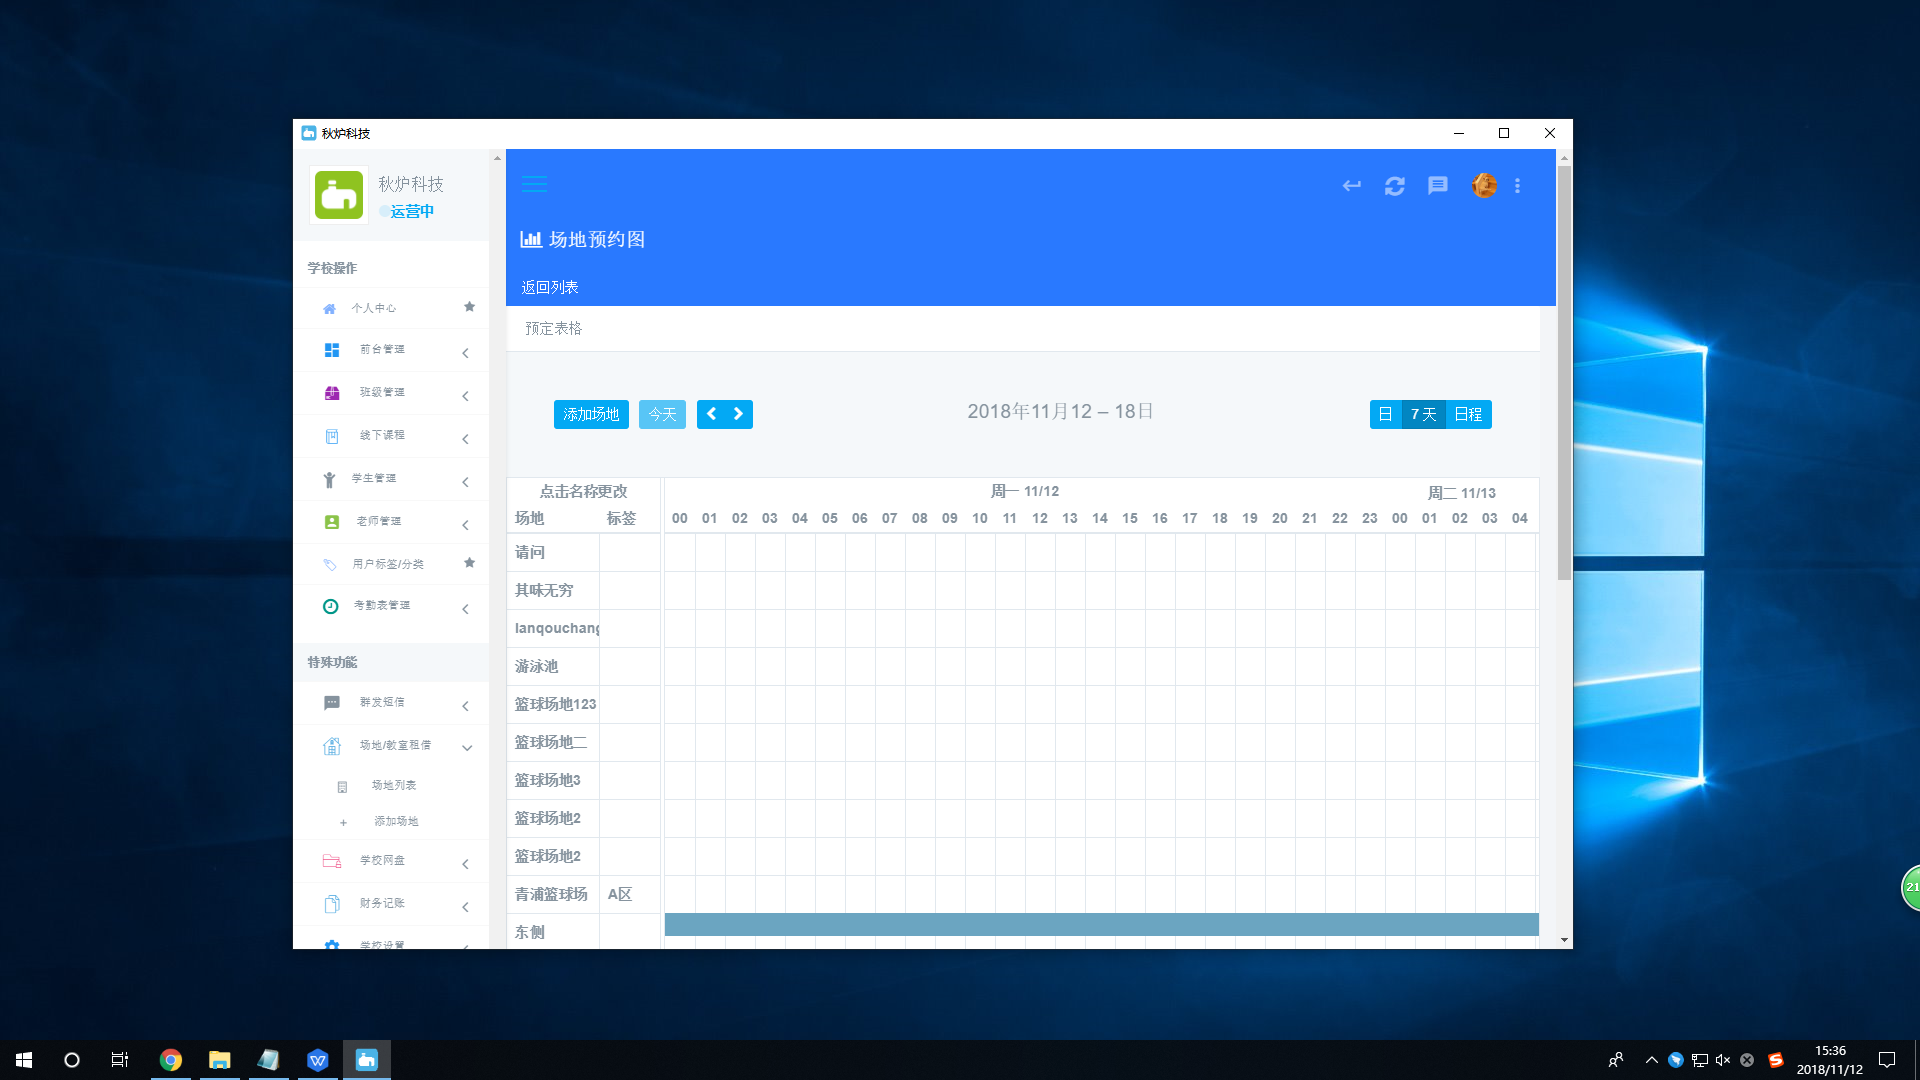 秋炉科技
秋炉科技
运营中
学校操作
个人中心
前台管理
班级管理
线下课程
学生管理
老师管理
用户标签/分类
考勤表管理
特殊功能
群发短信
场地/教室租借
场地列表
添加场地
学校网盘
财务记账
学校设置
场地预约图
返回列表
预定表格
添加场地 今天 2018年11月12 – 18日 日 7 天 日程
点击名称更改 周一 11/12 周二 11/13
场地 标签 00 01 02 03 04 05 06 07 08 09 10 11 12 13 14 15 16 17 18 19 20 21 22 23 00 01 02 03 04
请问
其味无穷
lanqouchang
游泳池
篮球场地123
篮球场地二
篮球场地3
篮球场地2
篮球场地2
青浦篮球场 A区
东侧
21
15:36
2018/11/12